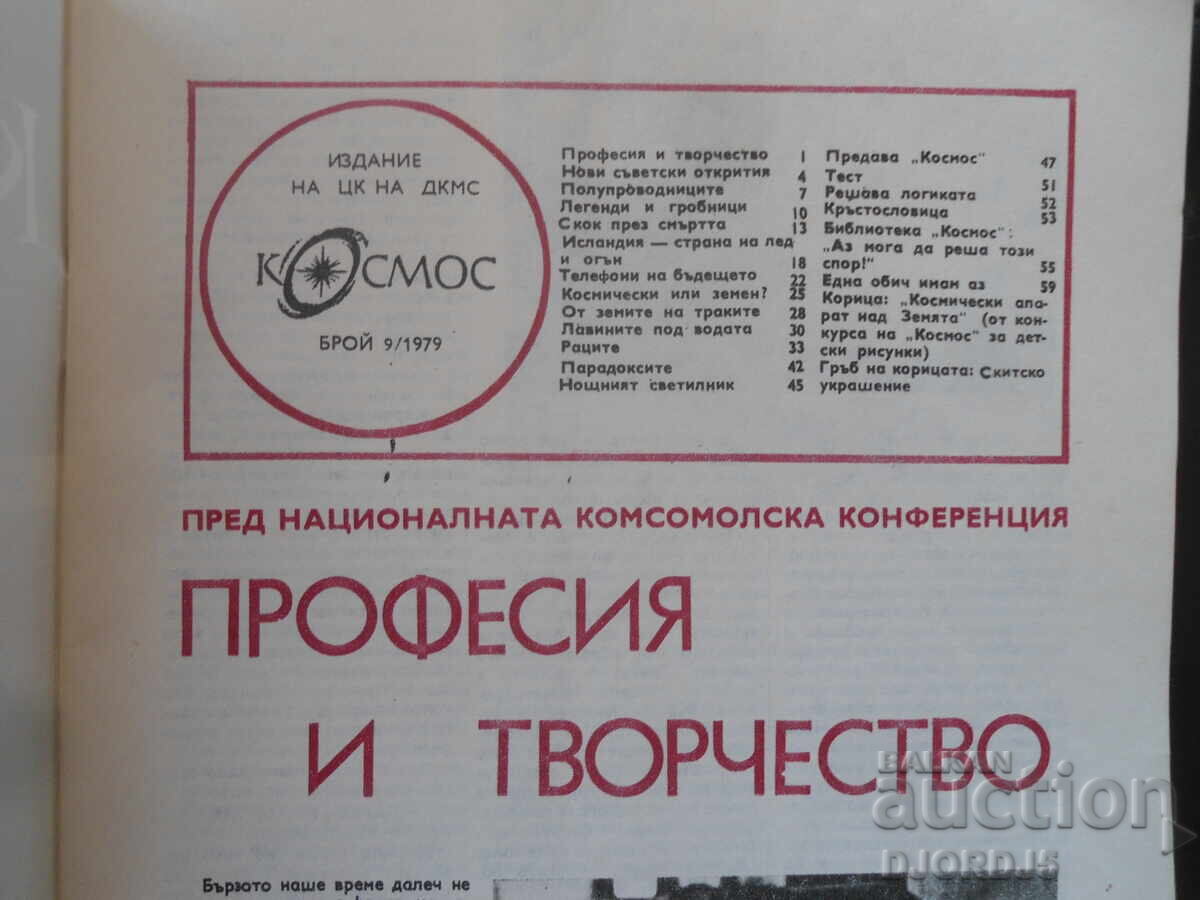 ИЗДАНИЕ
НА ЦК НА ДКМС
КОСМОС
БРОЙ 9/1979
Професия и творчество 1
Нови съветски открития 4
Полупроводниците 7
Легенди и гробници 10
Скок през смъртта 13
Исландия — страна на лед
и огън 18
Телефони на бъдещето 22
Космически или земен? 25
От земите на траките 28
Лавините под водата 30
Раците 33
Парадоксите 42
Нощният светилник 45
Предава „Космос" 47
Тест 51
Решава логиката 52
Кръстословица 53
Библиотека „Космос":
„Аз мога да реша този
спор!" 55
Една обич имам аз 59
Корица: „Космически апа-
рат над Земята" (от кон-
курса на „Космос" за дет-
ски рисунки)
Гръб на корицата: Скитско
украшение
ПРЕД НАЦИОНАЛНАТА КОМСОМОЛСКА КОНФЕРЕНЦИЯ
ПРОФЕСИЯ
И ТВОРЧЕСТВО
Бързото наше време далеч не
BALKAN
auction
DJORDJ5